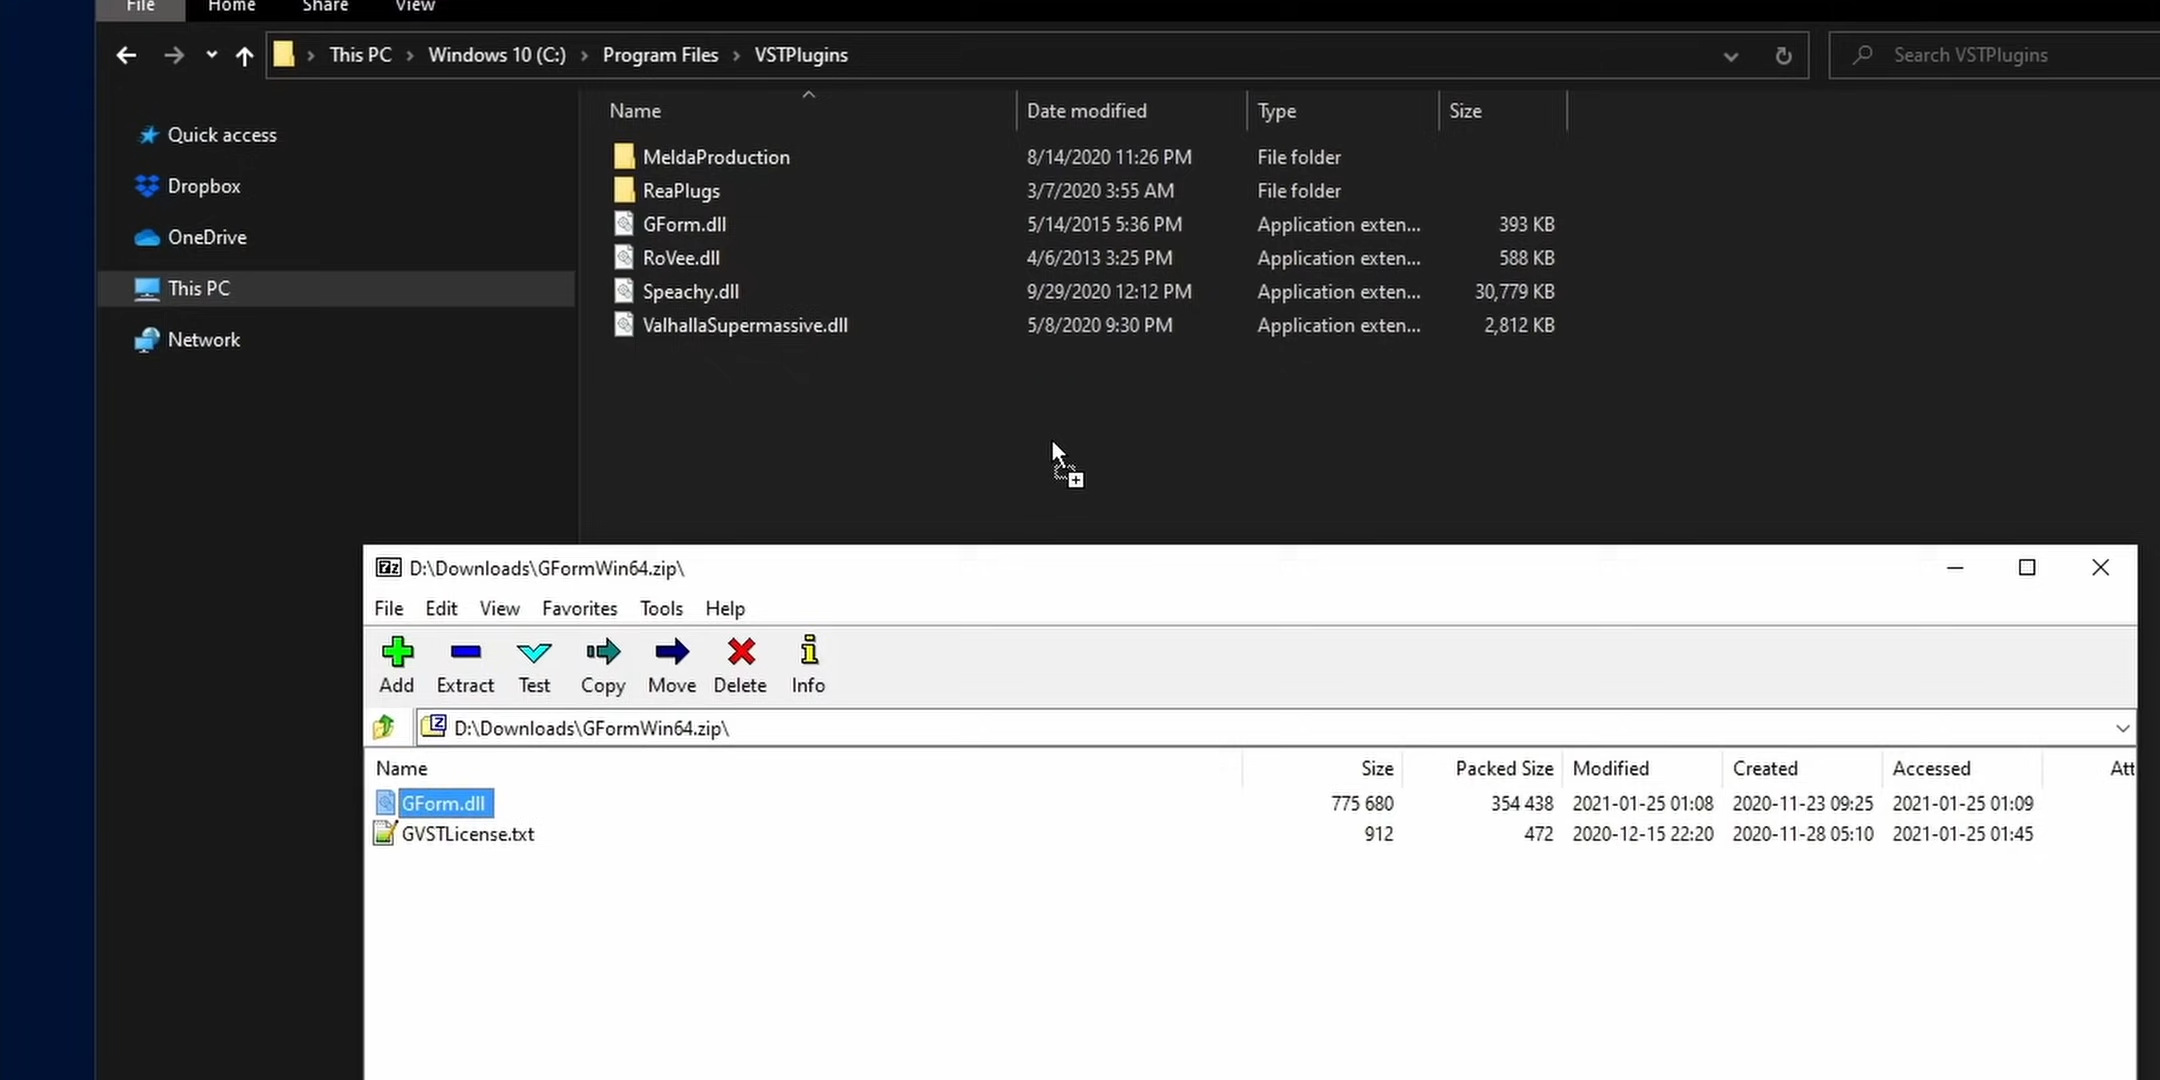 File Home Share View
This PC Windows 10 (C:) Program Files VSTPlugins Search VSTPlugins
Quick access
Dropbox
OneDrive
This PC
Network
Name Date modified Type Size
MeldaProduction 8/14/2020 11:26 PM File folder
ReaPlugs 3/7/2020 3:55 AM File folder
GForm.dll 5/14/2015 5:36 PM Application exten... 393 KB
RoVee.dll 4/6/2013 3:25 PM Application exten... 588 KB
Speachy.dll 9/29/2020 12:12 PM Application exten... 30,779 KB
ValhallaSupermassive.dll 5/8/2020 9:30 PM Application exten... 2,812 KB
7z D:\Downloads\GFormWin64.zip\
File Edit View Favorites Tools Help
Add Extract Test Copy Move Delete Info
D:\Downloads\GFormWin64.zip\
Name Size Packed Size Modified Created Accessed Att
GForm.dll 775 680 354 438 2021-01-25 01:08 2020-11-23 09:25 2021-01-25 01:09
GVSTLicense.txt 912 472 2020-12-15 22:20 2020-11-28 05:10 2021-01-25 01:45